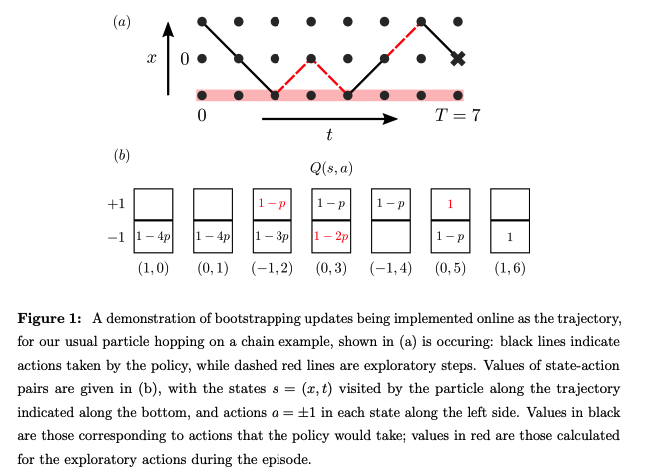 (a)
x
0
0
T = 7
t
(b)
Q(s, a)
+1 1 − p 1 − p 1 − p 1
−1 1 − 4p 1 − 4p 1 − 3p 1 − 2p 1 − p 1
(1, 0) (0, 1) (−1, 2) (0, 3) (−1, 4) (0, 5) (1, 6)
Figure 1: A demonstration of bootstrapping updates being implemented online as the trajectory,
for our usual particle hopping on a chain example, shown in (a) is occuring: black lines indicate
actions taken by the policy, while dashed red lines are exploratory steps. Values of state-action
pairs are given in (b), with the states s = (x, t) visited by the particle along the trajectory
indicated along the bottom, and actions a = ±1 in each state along the left side. Values in black
are those corresponding to actions that the policy would take; values in red are those calculated
for the exploratory actions during the episode.